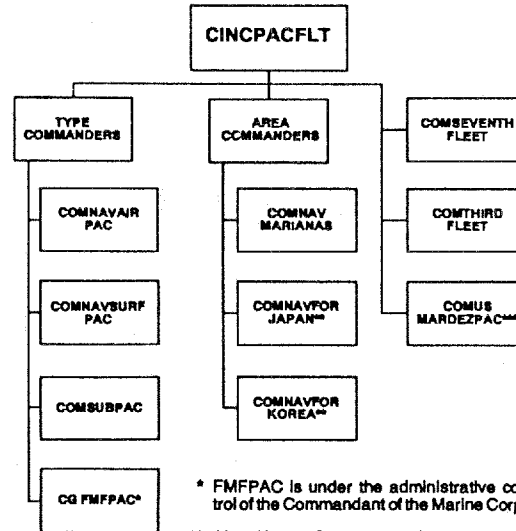 CINCPACFLT
TYPE
COMMANDERS
COMNAVAIR
PAC
COMNAVSURF
PAC
COMSUBPAC
CG FMFPAC*
AREA
COMMANDERS
COMNAV
MARIANAS
COMNAVFOR
JAPAN**
COMNAVFOR
KOREA**
COMSEVENTH
FLEET
COMTHIRD
FLEET
COMUS
MARDEZPAC***
* FMFPAC is under the administrative co
trol of the Commandant of the Marine Corp